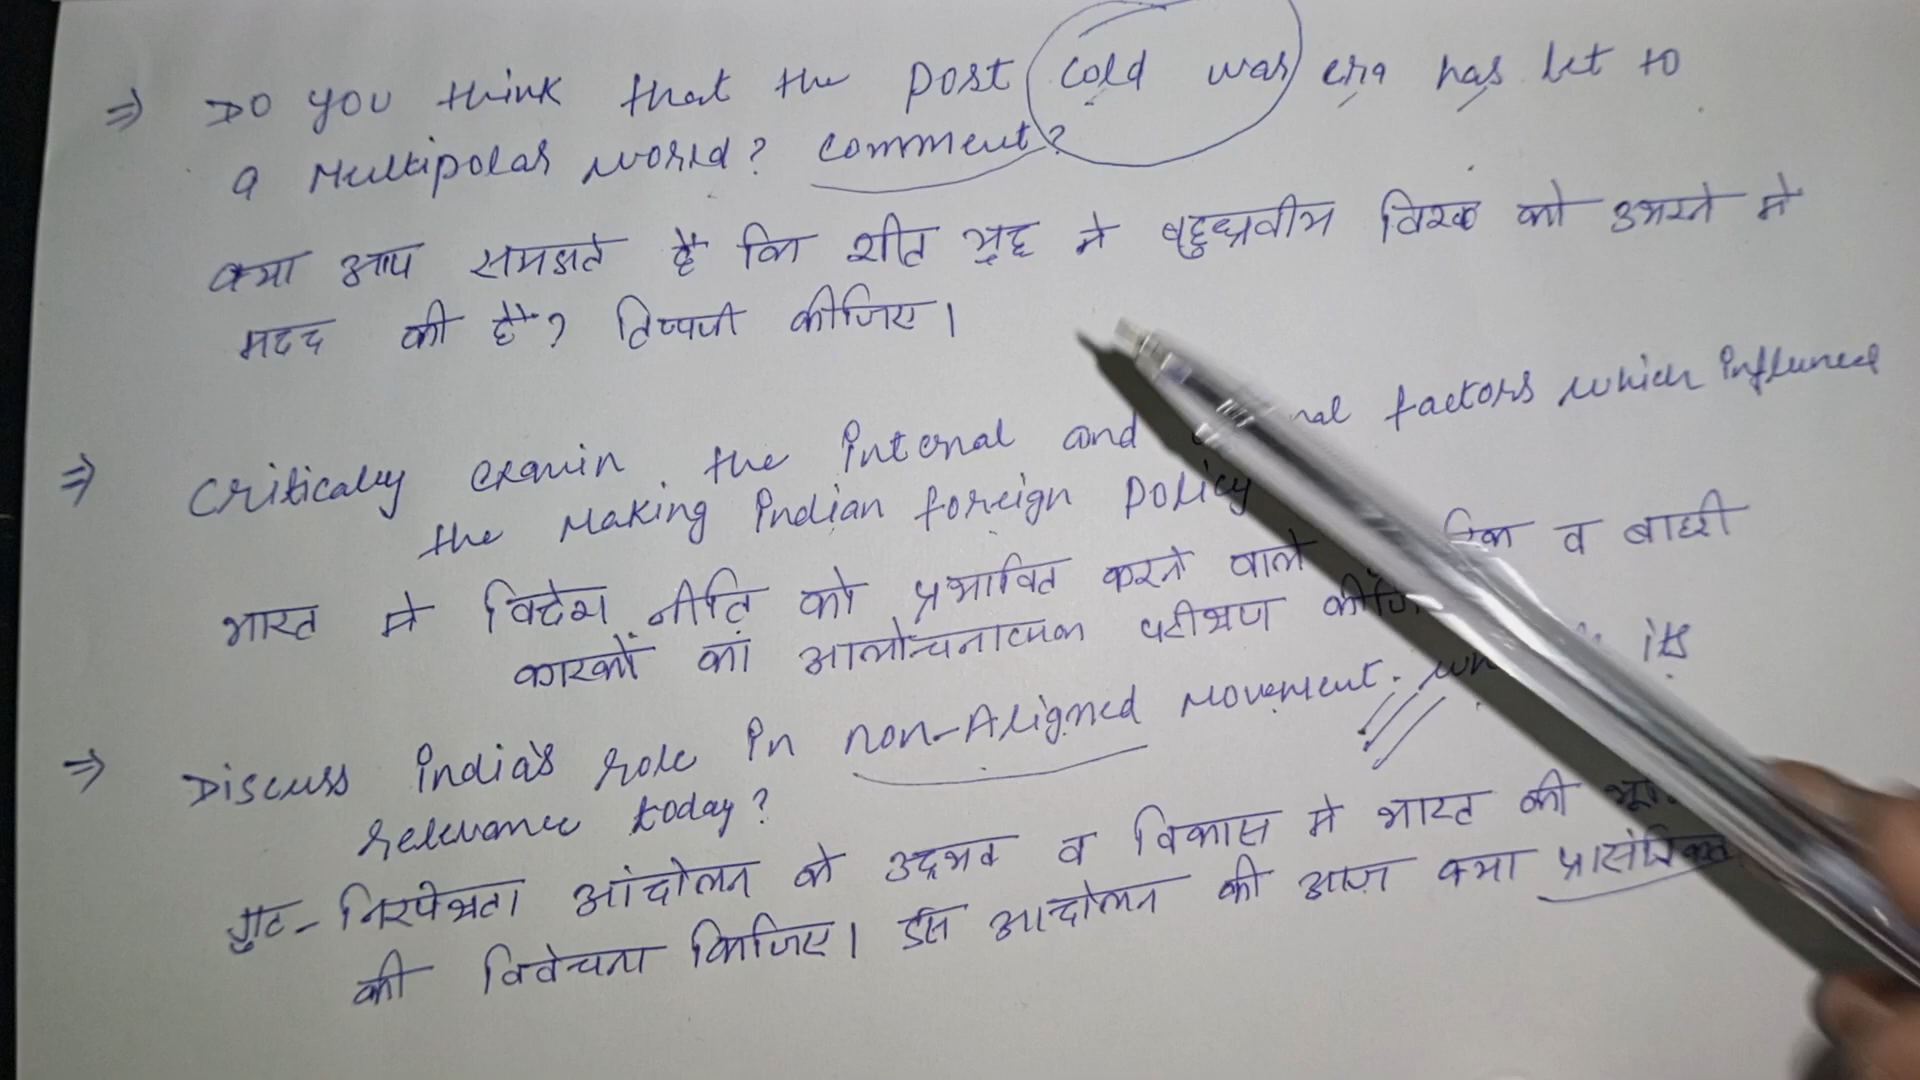 ⇒ Do you think that the Post Cold war era has let to
a Multipolar world? Comment?
क्या आप समझते है कि शीत युद्ध ने बहुध्रुवीय विश्व को उभरने मे
मदद की है? टिप्पणी कीजिए।
⇒ Critically examin the internal and factors which influned
the Making Indian foreign Policy
भारत मे विदेश नीति को प्रभावित करने वाले व बाहरी
कारकों का आलोचनात्मक परीक्षण
⇒ Discuss India's role in non-Aligned Movement. its
relevance today?
गुट-निरपेक्षता आंदोलन के उद्भव व विकास मे भारत की
की विवेचना किजिए। इस आंदोलन की आज क्या